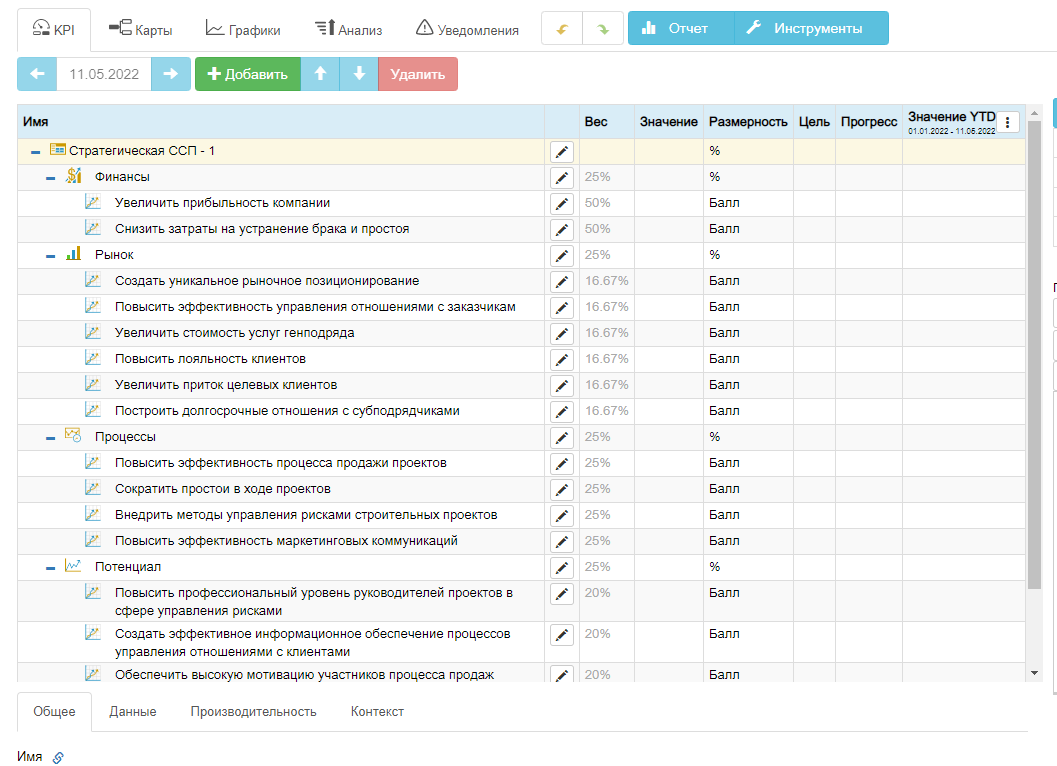 KPI Карты Графики Анализ Уведомления Отчет Инструменты
11.05.2022 Добавить Удалить
Имя Вес Значение Размерность Цель Прогресс Значение YTD
01.01.2022 - 11.05.2022
Стратегическая ССП - 1 %
Финансы 25% %
Увеличить прибыльность компании 50% Балл
Снизить затраты на устранение брака и простоя 50% Балл
Рынок 25% %
Создать уникальное рыночное позиционирование 16.67% Балл
Повысить эффективность управления отношениями с заказчикам 16.67% Балл
Увеличить стоимость услуг генподряда 16.67% Балл
Повысить лояльность клиентов 16.67% Балл
Увеличить приток целевых клиентов 16.67% Балл
Построить долгосрочные отношения с субподрядчиками 16.67% Балл
Процессы 25% %
Повысить эффективность процесса продажи проектов 25% Балл
Сократить простои в ходе проектов 25% Балл
Внедрить методы управления рисками строительных проектов 25% Балл
Повысить эффективность маркетинговых коммуникаций 25% Балл
Потенциал 25% %
Повысить профессиональный уровень руководителей проектов в 20% Балл
сфере управления рисками
Создать эффективное информационное обеспечение процессов 20% Балл
управления отношениями с клиентами
Обеспечить высокую мотивацию участников процесса продаж 20% Балл
Общее Данные Производительность Контекст
Имя